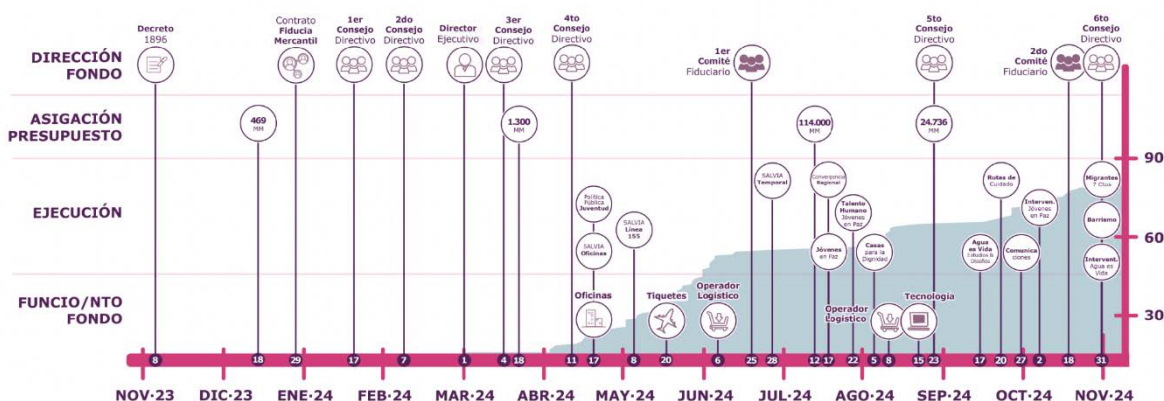 Decreto
1896
Contrato
Fiducia
Mercantil
1er
Consejo
Directivo
2do
Consejo
Directivo
Director
Ejecutivo
3er
Consejo
Directivo
4to
Consejo
Directivo
1er
Comité
Fiduciario
5to
Consejo
Directivo
2do
Comité
Fiduciario
6to
Consejo
Directivo
DIRECCIÓN
FONDO
ASIGACIÓN
PRESUPUESTO
469
MM
1.300
MM
114.000
MM
24.736
MM
EJECUCIÓN
Política
Pública
Juventud
SALVIA
Oficinas
SALVIA
Línea
155
SALVIA
Temporal
Convergencia
Regional
Jóvenes
en Paz
Talento
Humano
Jóvenes
en Paz
Casas
para la
Dignidad
Agua
es Vida
Estudios &
Diseños
Rutas de
Cuidado
Comunica
ciones
Interven.
Jóvenes
en Paz
Migrantes
7 Ctos
Barrismo
Intervent.
Agua es
Vida
90
60
30
FUNCIO/NTO
FONDO
Oficinas
Tiquetes
Operador
Logístico
Operador
Logístico
Tecnología
8 18 29 17 7 1 4 18 11 17 8 20 6 25 28 12 17 22 5 8 15 23 17 20 27 2 18 31
NOV·23 DIC·23 ENE·24 FEB·24 MAR·24 ABR·24 MAY·24 JUN·24 JUL·24 AGO·24 SEP·24 OCT·24 NOV·24